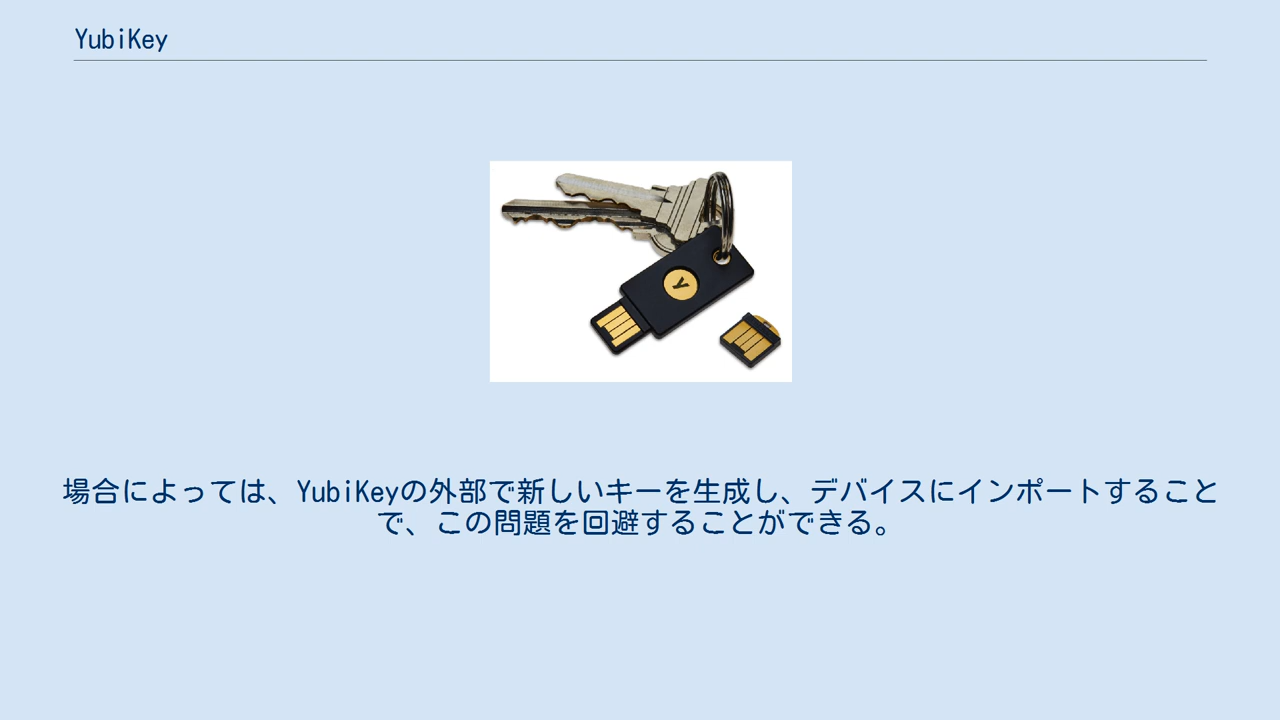 YubiKey
y
場合によっては、YubiKeyの外部で新しいキーを生成し、デバイスにインポートすること
で、この問題を回避することができる。